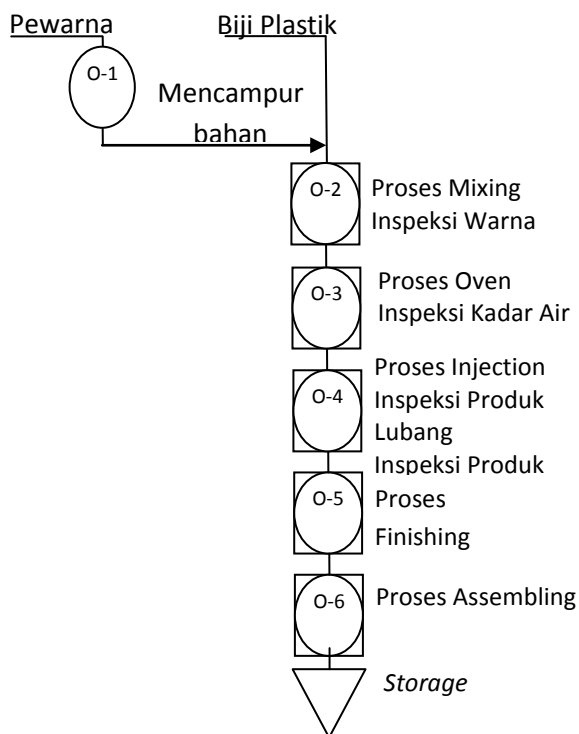 Pewarna
Biji Plastik
O-1
Mencampur
bahan
O-2
Proses Mixing
Inspeksi Warna
O-3
Proses Oven
Inspeksi Kadar Air
O-4
Proses Injection
Inspeksi Produk
Lubang
Inspeksi Produk
O-5
Proses
Finishing
O-6
Proses Assembling
Storage